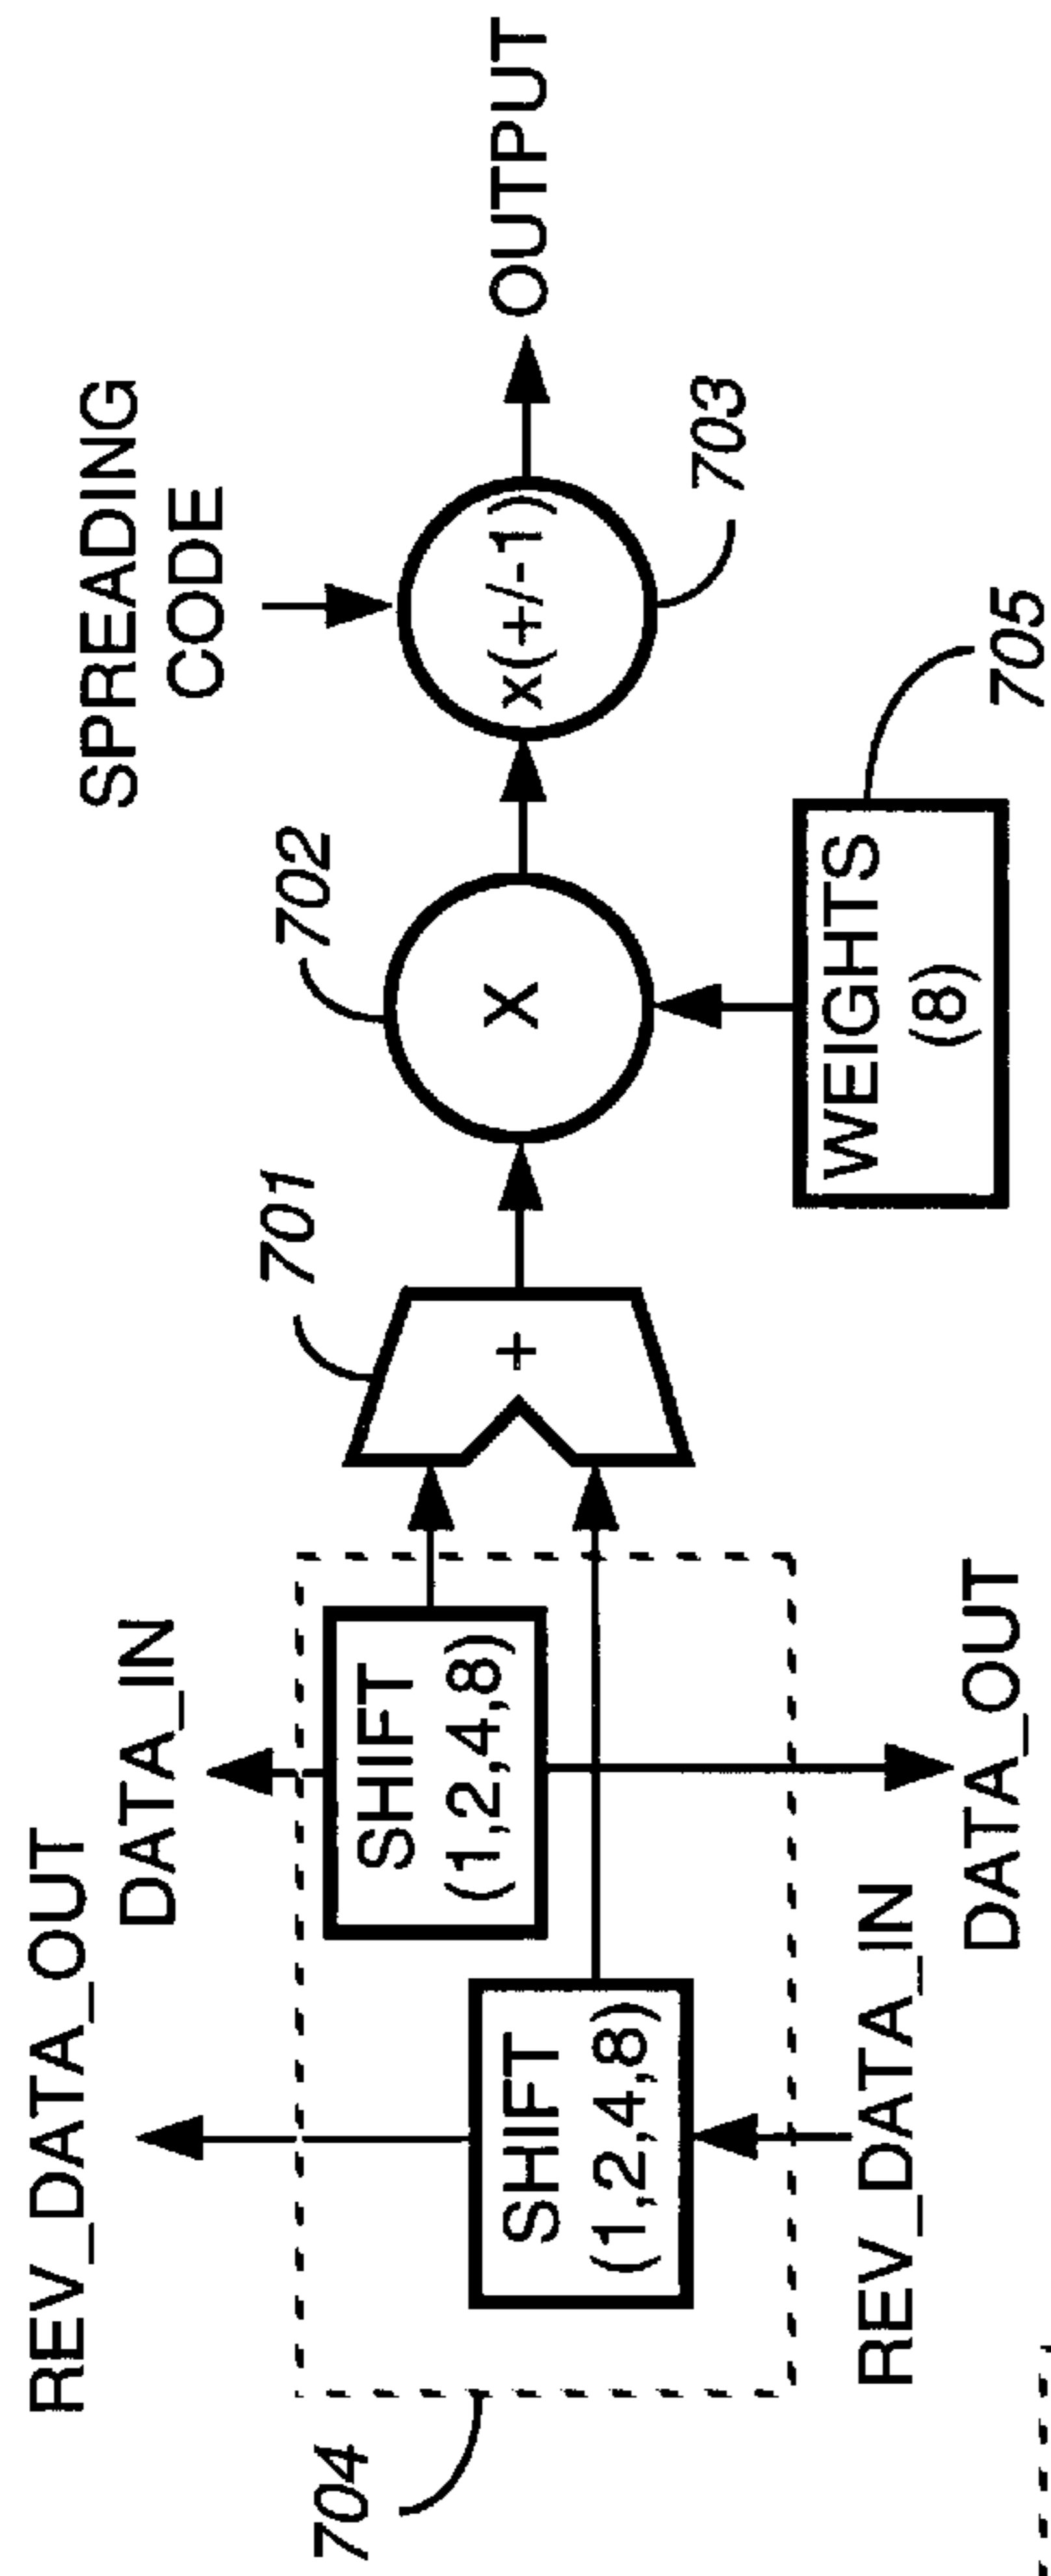 REV_DATA_OUT
DATA_IN
SPREADING
CODE
704
SHIFT
(1,2,4,8)
SHIFT
(1,2,4,8)
701
+
702
X
x(+/-1)
OUTPUT
703
WEIGHTS
(8)
705
REV_DATA_IN
DATA_OUT